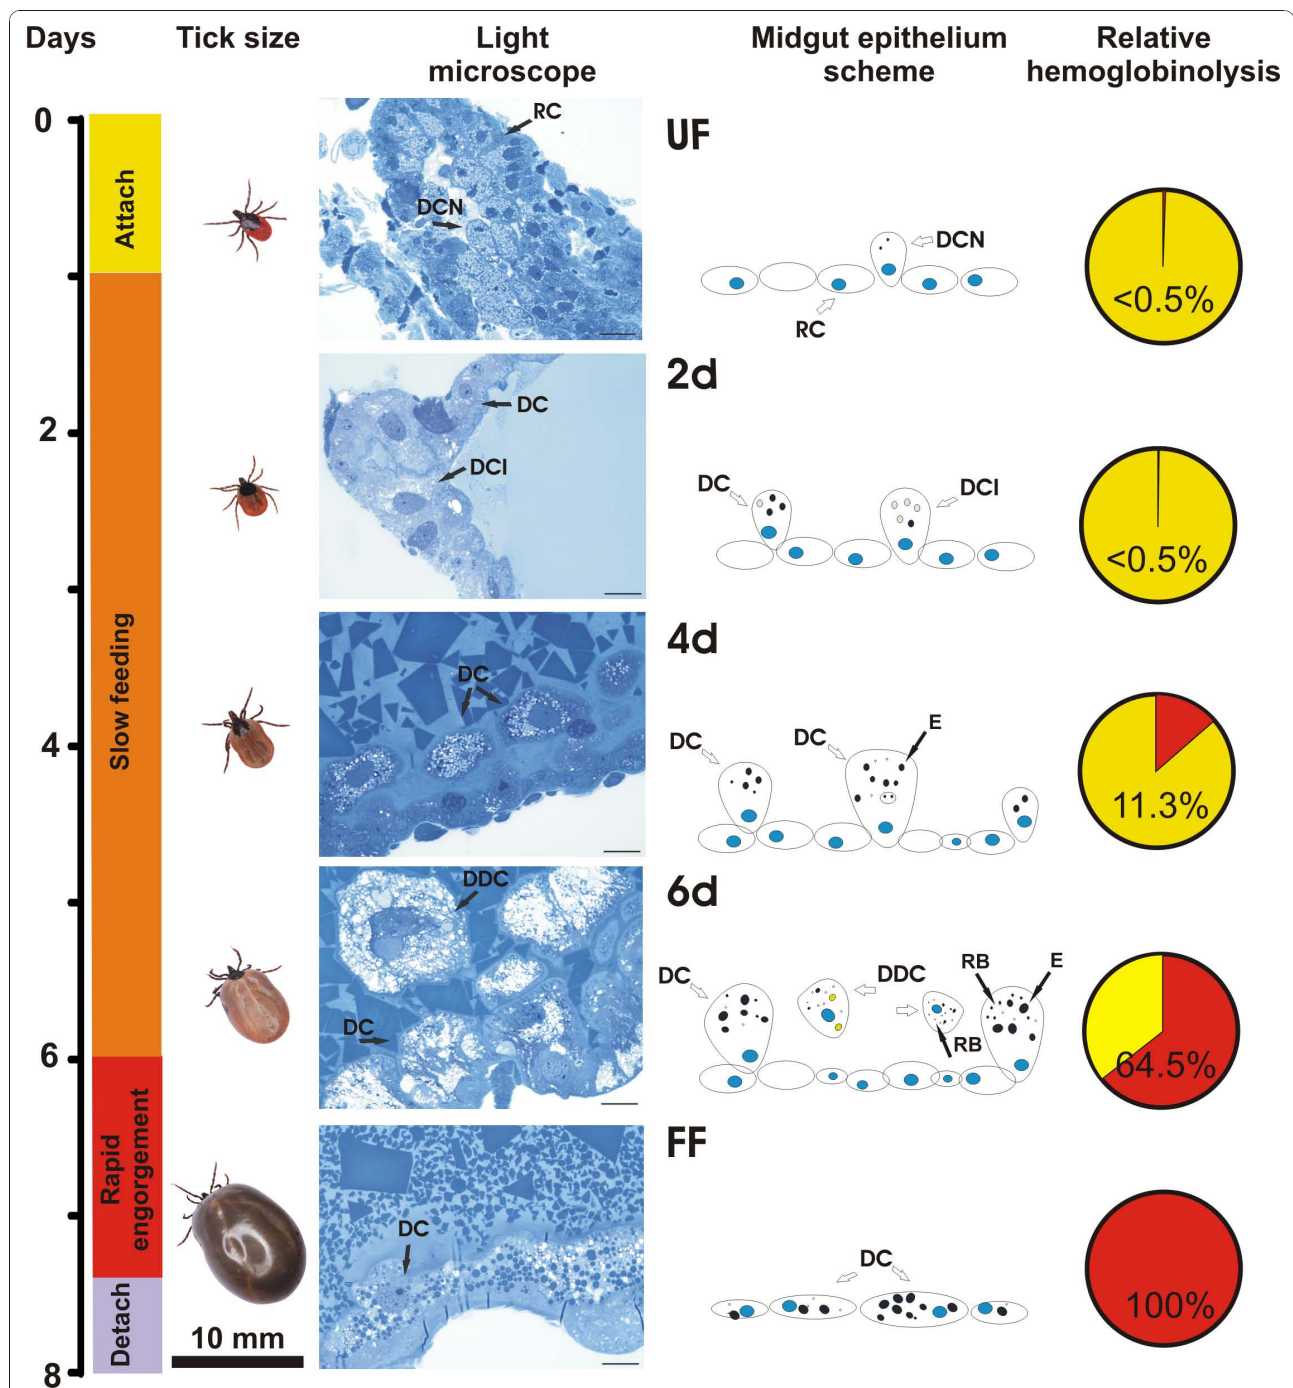 Days
Tick size
Light
microscope
Midgut epithelium
scheme
Relative
hemoglobinolysis
0
2
4
6
8
Attach
Slow feeding
Rapid
engorgement
Detach
10 mm
RC
DCN
UF
DCN
RC
<0.5%
DC
DCI
2d
DC
DCI
<0.5%
DC
4d
DC
DC
E
11.3%
DDC
DC
6d
DC
DDC
RB
E
RB
64.5%
DC
FF
DC
100%